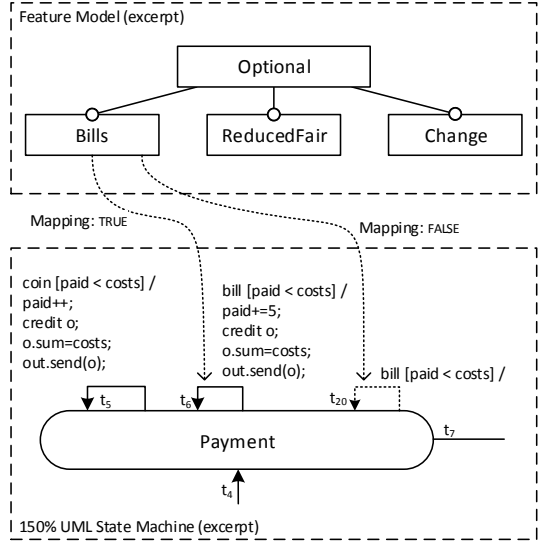 Feature Model (excerpt)
Optional
Bills
ReducedFair
Change
Mapping: TRUE
Mapping: FALSE
coin [paid < costs] /
paid++;
credit o;
o.sum=costs;
out.send(o);
bill [paid < costs] /
paid+=5;
credit o;
o.sum=costs;
out.send(o);
bill [paid < costs] /
t5
t6
t20
t7
Payment
t4
150% UML State Machine (excerpt)